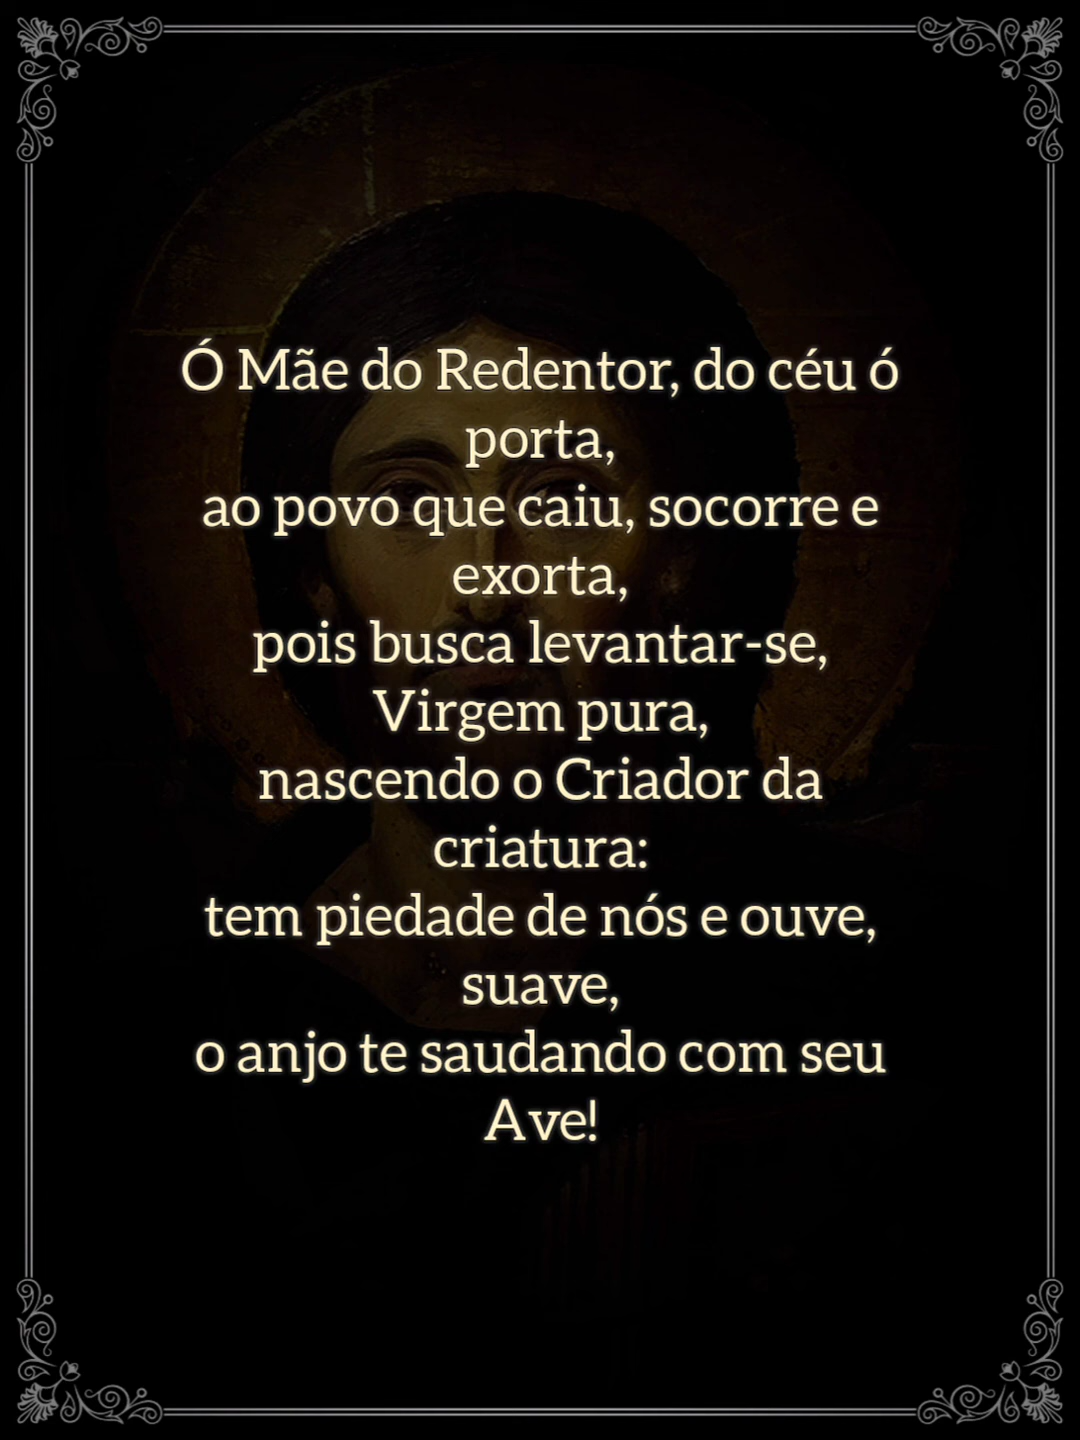 Ó Mãe do Redentor, do céu ó
porta,
ao povo que caiu, socorre e
exorta,
pois busca levantar-se,
Virgem pura,
nascendo o Criador da
criatura:
tem piedade de nós e ouve,
suave,
o anjo te saudando com seu
Ave!